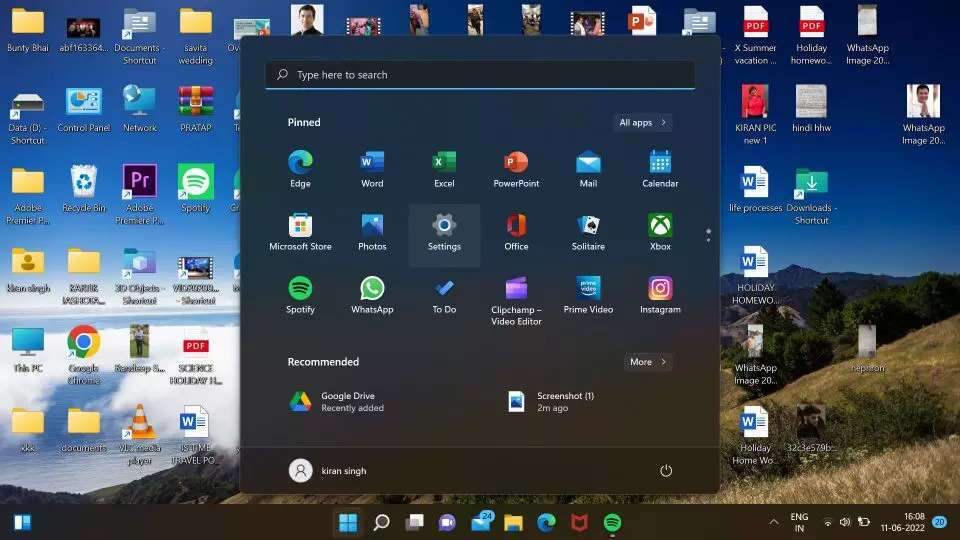 Bunty Bhai
abf163364...
Documents -
Shortcut
savita
wedding
X Summer
vacation ...
Holiday
homewo...
WhatsApp
Image 20...
Type here to search
Pinned
All apps
Data (D) -
Shortcut
Control Panel
Network
PRATAP
KIRAN PIC
new 1
hindi hhw
WhatsApp
Image 20...
Edge
Word
Excel
PowerPoint
Mail
Calendar
Adobe
Premier P...
Recycle Bin
Adobe
Premiere P...
Spotify
life processes
Downloads -
Shortcut
Microsoft Store
Photos
Settings
Office
Solitaire
Xbox
kiran singh
KARTIK
3D Objects -
Shortcut
- Shortcut
HOLIDAY
HOMEWO...
Spotify
WhatsApp
To Do
Clipchamp –
Video Editor
prime video
Prime Video
Instagram
This PC
Google
Chrome
SCIENCE
HOLIDAY H...
WhatsApp
Image 20...
nephron
Recommended
More
Google Drive
Recently added
Screenshot (1)
2m ago
kkk
documents
VLC media
player
TRAVEL PO...
Holiday
Home Wo...
32c3e579b...
kiran singh
24
ENG
IN
16:08
11-06-2022
20